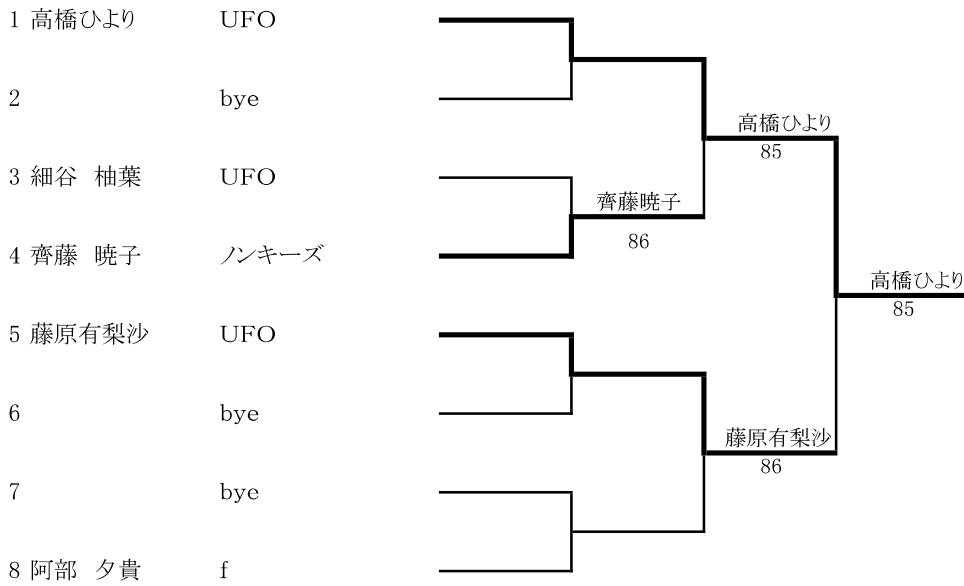 1 高橋ひより UFO
2 bye
高橋ひより
85
3 細谷 柚葉 UFO
齊藤暁子
86
4 齊藤 暁子 ノンキーズ
高橋ひより
85
5 藤原有梨沙 UFO
6 bye
藤原有梨沙
86
7 bye
8 阿部 夕貴 f